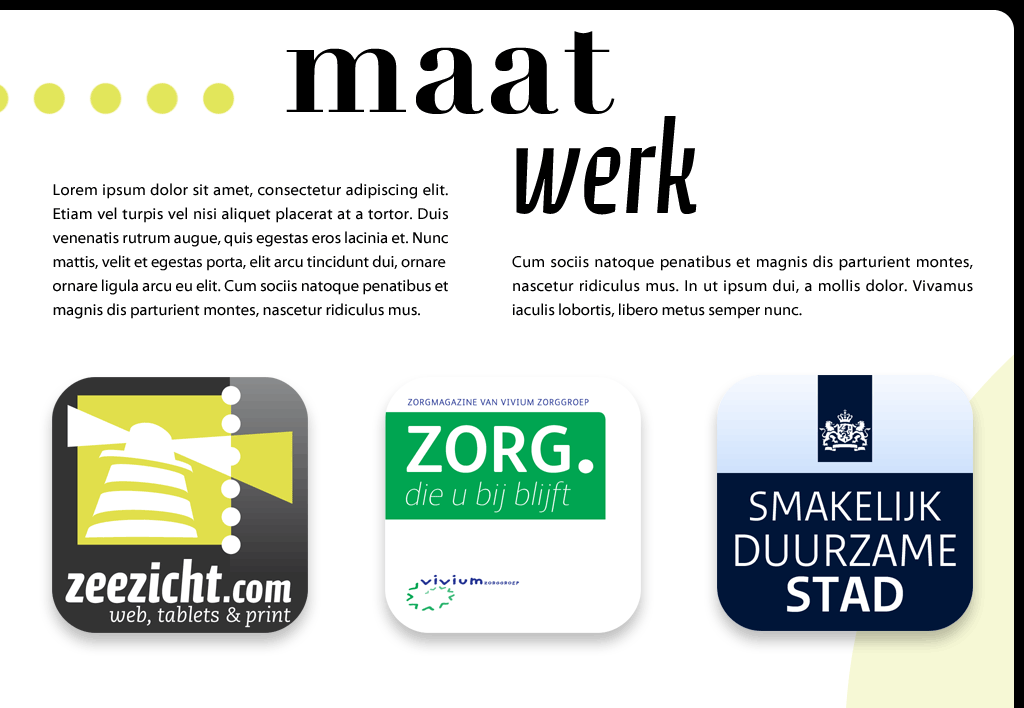 maat
werk
Lorem ipsum dolor sit amet, consectetur adipiscing elit.
Etiam vel turpis vel nisi aliquet placerat at a tortor. Duis
venenatis rutrum augue, quis egestas eros lacinia et. Nunc
mattis, velit et egestas porta, elit arcu tincidunt dui, ornare
ornare ligula arcu eu elit. Cum sociis natoque penatibus et
magnis dis parturient montes, nascetur ridiculus mus.
Cum sociis natoque penatibus et magnis dis parturient montes,
nascetur ridiculus mus. In ut ipsum dui, a mollis dolor. Vivamus
iaculis lobortis, libero metus semper nunc.
zeezicht.com
web, tablets & print
ZORGMAGAZINE VAN VIVIUM ZORGGROEP
ZORG.
die u bij blijft
vivium ZORGGROEP
SMAKELIJK
DUURZAME
STAD